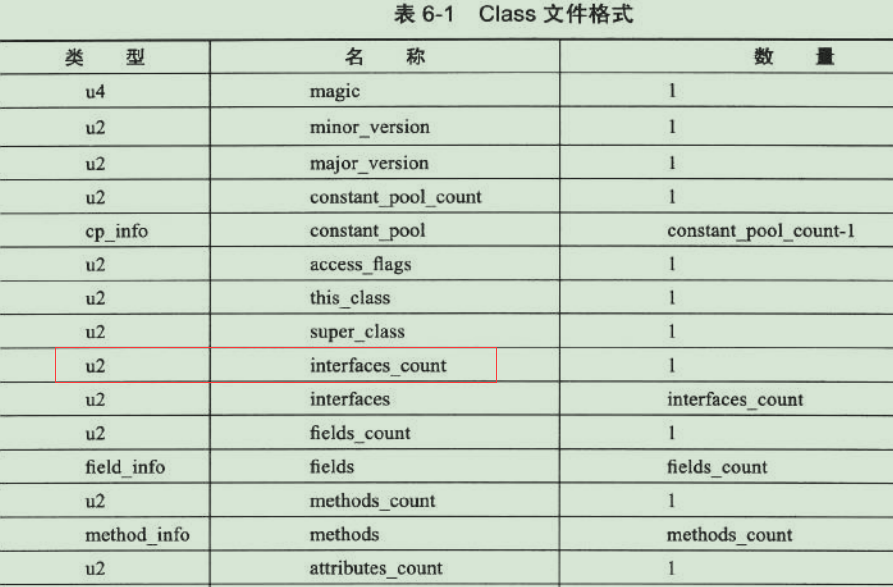 表 6-1 Class 文件格式
类 型 名 称 数 量
u4 magic 1
u2 minor_version 1
u2 major_version 1
u2 constant_pool_count 1
cp_info constant_pool constant_pool_count-1
u2 access_flags 1
u2 this_class 1
u2 super_class 1
u2 interfaces_count 1
u2 interfaces interfaces_count
u2 fields_count 1
field_info fields fields_count
u2 methods_count 1
method_info methods methods_count
u2 attributes_count 1